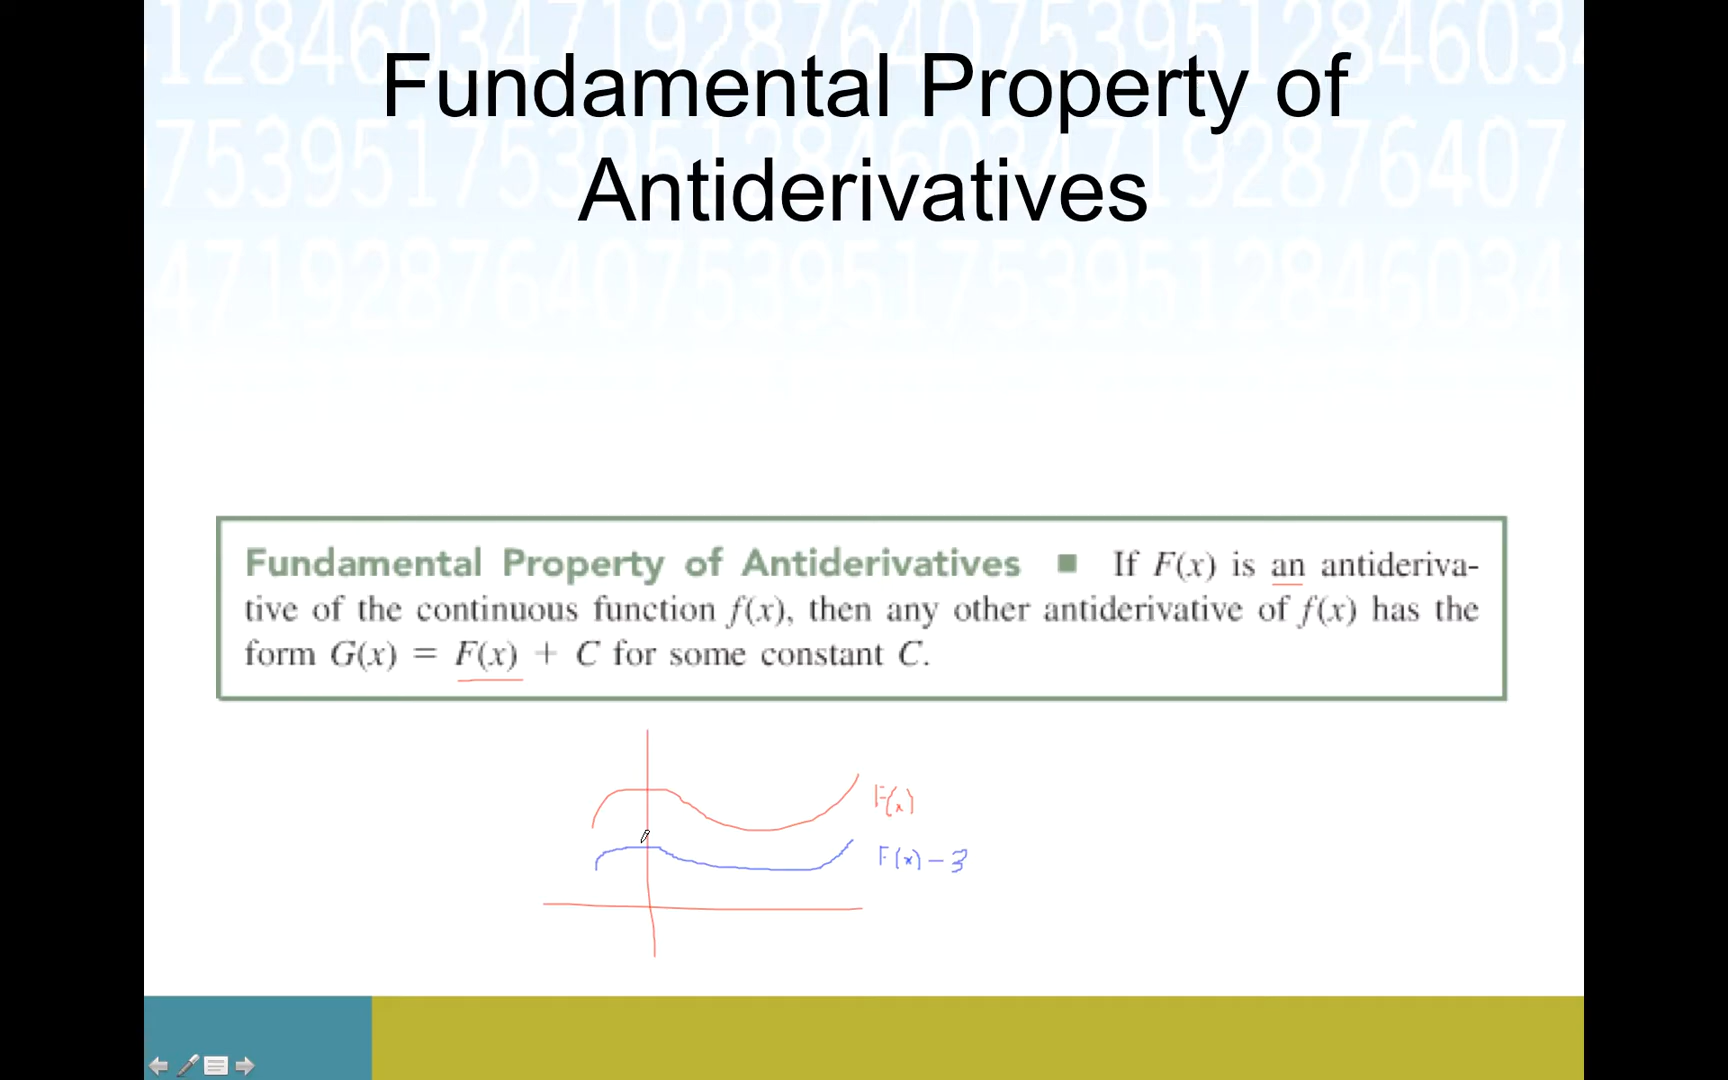 Fundamental Property of
Antiderivatives
Fundamental Property of Antiderivatives ■ If F(x) is an antideriva-
tive of the continuous function f(x), then any other antiderivative of f(x) has the
form G(x) = F(x) + C for some constant C.
F(x)
F(x) – 3